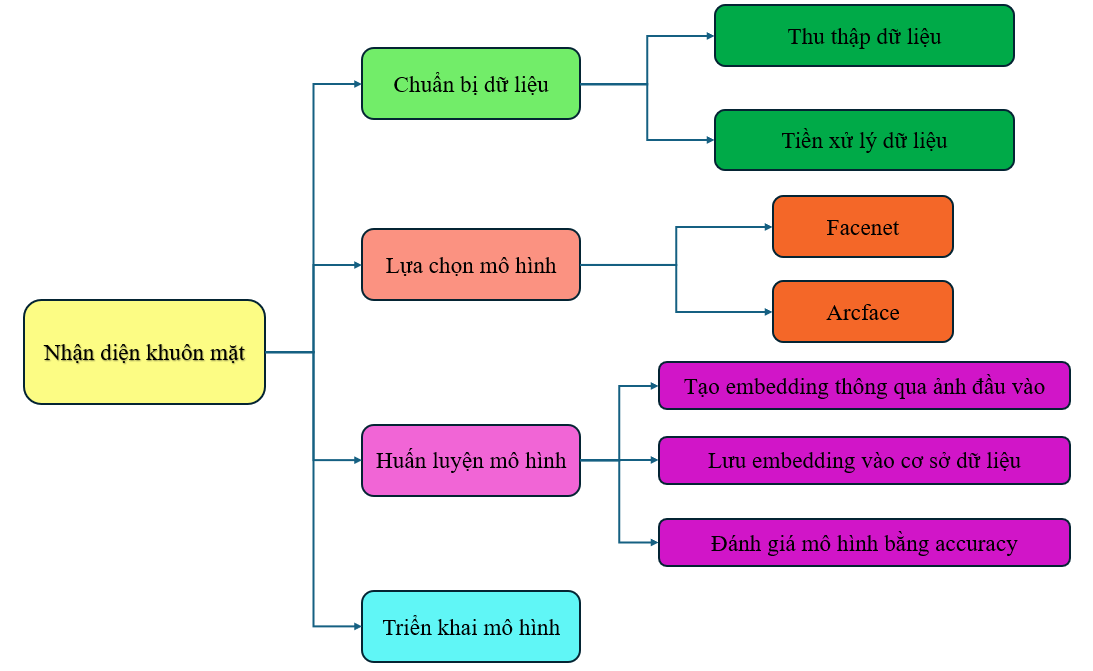 Nhận diện khuôn mặt
Chuẩn bị dữ liệu
Thu thập dữ liệu
Tiền xử lý dữ liệu
Lựa chọn mô hình
Facenet
Arcface
Huấn luyện mô hình
Tạo embedding thông qua ảnh đầu vào
Lưu embedding vào cơ sở dữ liệu
Đánh giá mô hình bằng accuracy
Triển khai mô hình